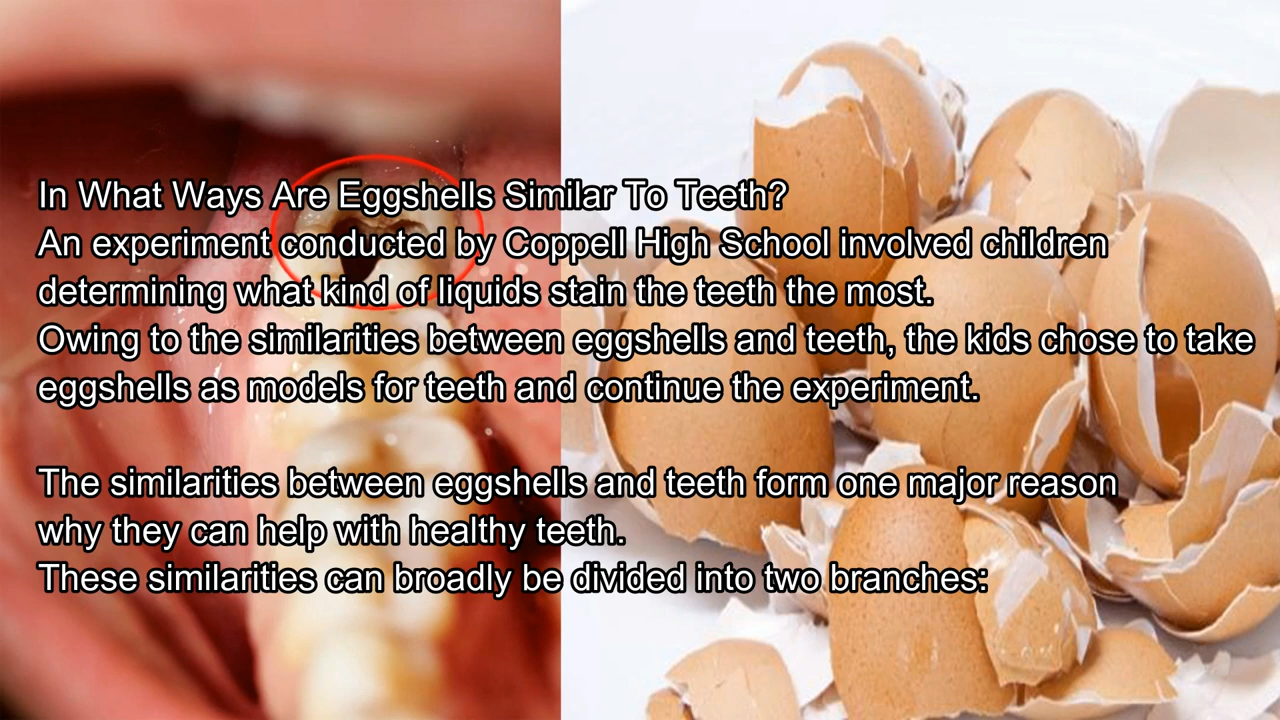 In What Ways Are Eggshells Similar To Teeth?
An experiment conducted by Coppell High School involved children
determining what kind of liquids stain the teeth the most.
Owing to the similarities between eggshells and teeth, the kids chose to take
eggshells as models for teeth and continue the experiment.
The similarities between eggshells and teeth form one major reason
why they can help with healthy teeth.
These similarities can broadly be divided into two branches: